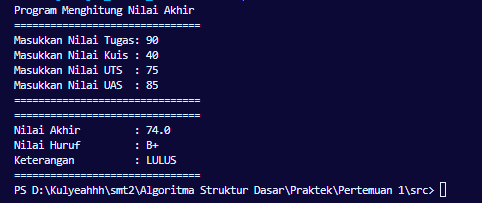 Program Menghitung Nilai Akhir
===============================
Masukkan Nilai Tugas: 90
Masukkan Nilai Kuis : 40
Masukkan Nilai UTS  : 75
Masukkan Nilai UAS  : 85
===============================
===============================
Nilai Akhir         : 74.0
Nilai Huruf         : B+
Keterangan          : LULUS
===============================
PS D:\Kulyeahhh\smt2\Algoritma Struktur Dasar\Praktek\Pertemuan 1\src>